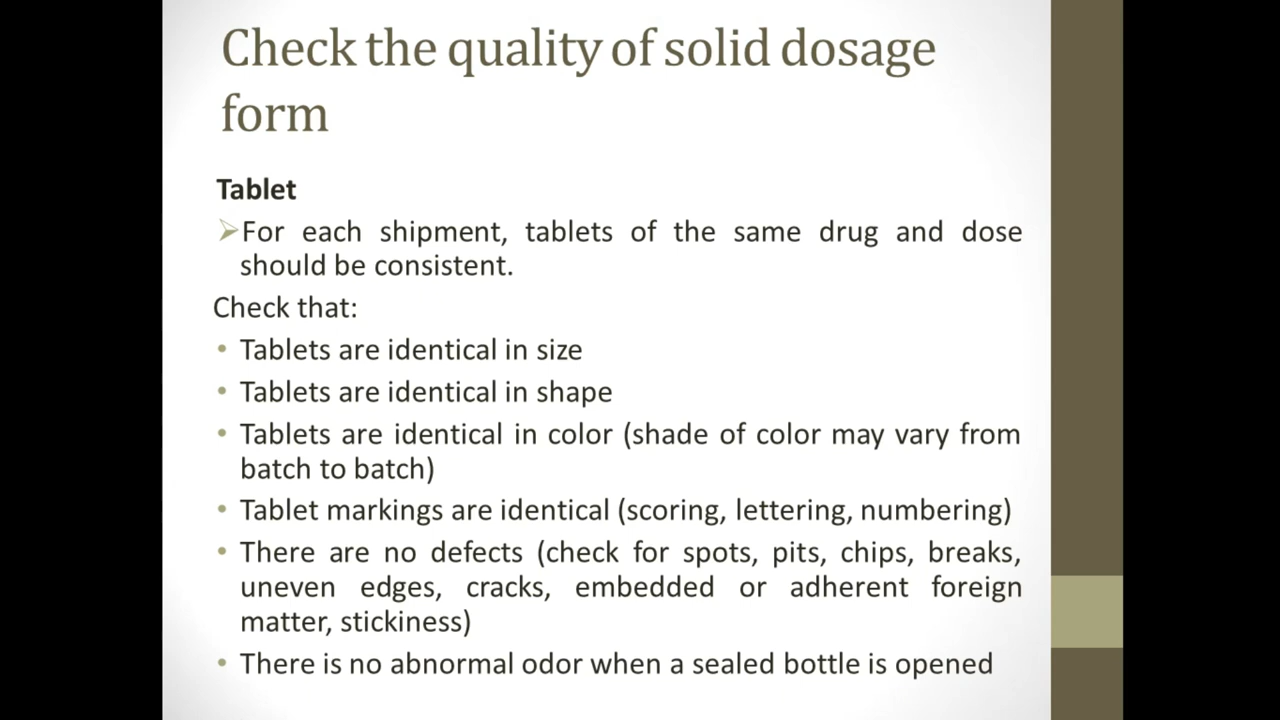 Check the quality of solid dosage
form
Tablet
➢For each shipment, tablets of the same drug and dose
should be consistent.
Check that:
• Tablets are identical in size
• Tablets are identical in shape
• Tablets are identical in color (shade of color may vary from
batch to batch)
• Tablet markings are identical (scoring, lettering, numbering)
• There are no defects (check for spots, pits, chips, breaks,
uneven edges, cracks, embedded or adherent foreign
matter, stickiness)
• There is no abnormal odor when a sealed bottle is opened